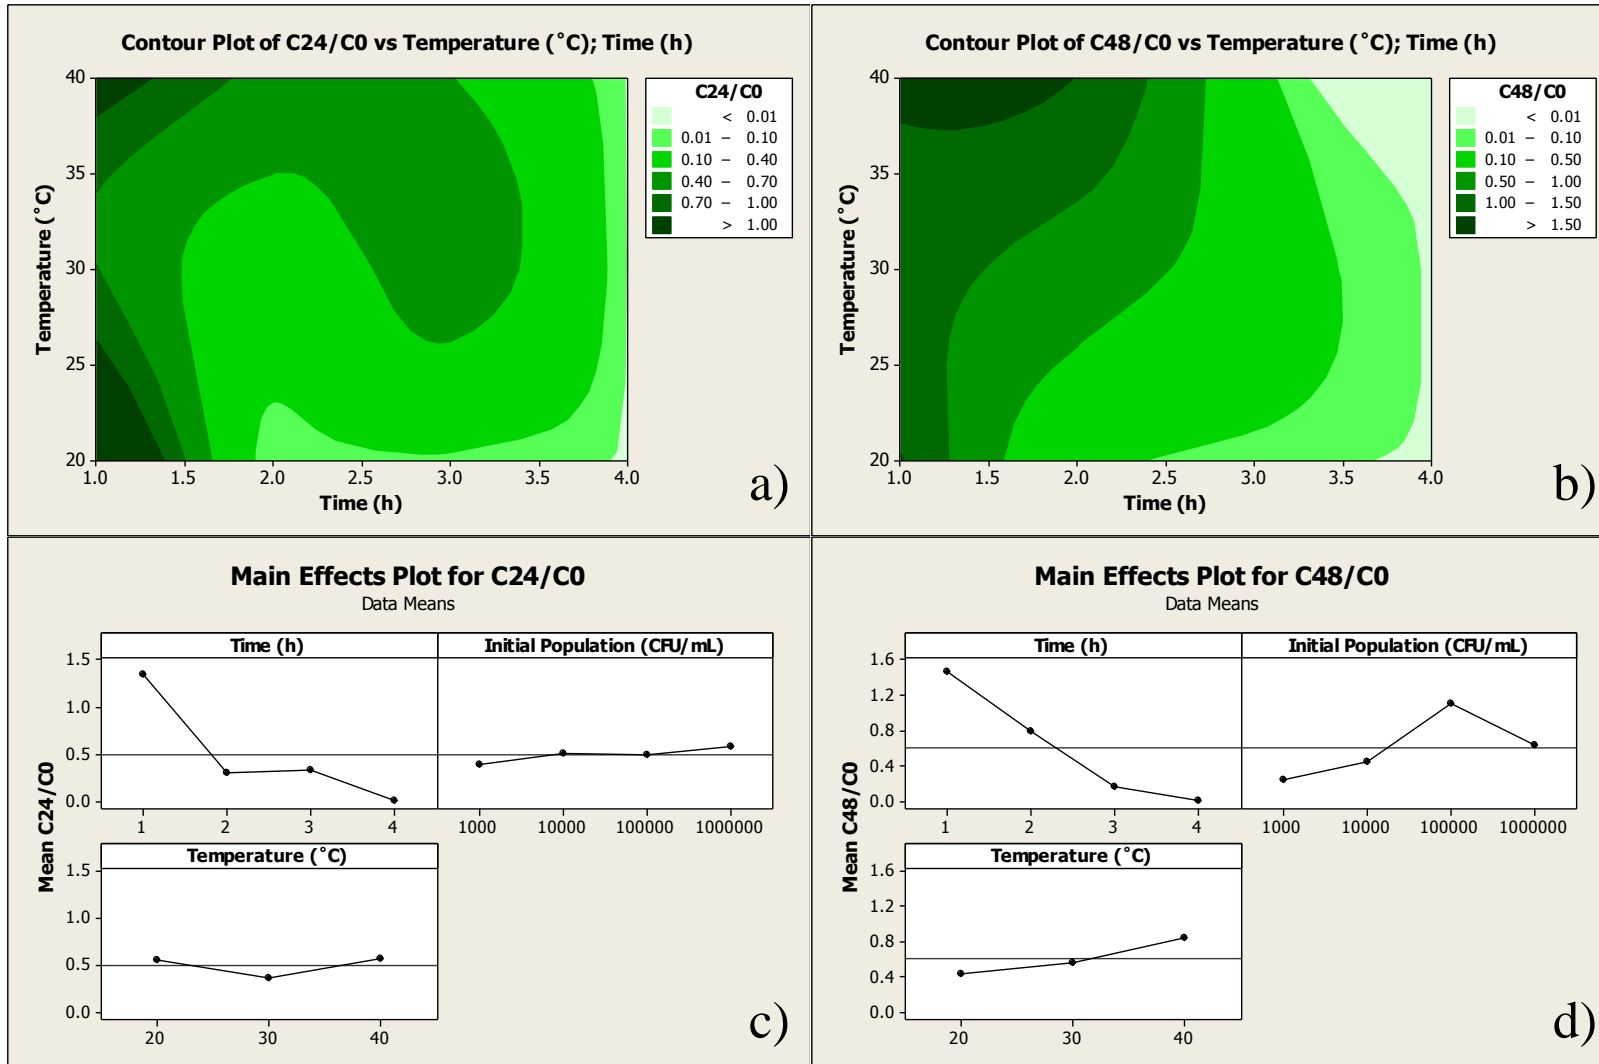 Contour Plot of C24/C0 vs Temperature (˚C); Time (h)
Temperature (˚C)
40
35
30
25
20
1.0 1.5 2.0 2.5 3.0 3.5 4.0
Time (h)
C24/C0
< 0.01
0.01 – 0.10
0.10 – 0.40
0.40 – 0.70
0.70 – 1.00
> 1.00
a)
Contour Plot of C48/C0 vs Temperature (˚C); Time (h)
Temperature (˚C)
40
35
30
25
20
1.0 1.5 2.0 2.5 3.0 3.5 4.0
Time (h)
C48/C0
< 0.01
0.01 – 0.10
0.10 – 0.50
0.50 – 1.00
1.00 – 1.50
> 1.50
b)
Main Effects Plot for C24/C0
Data Means
Mean C24/C0
Time (h) Initial Population (CFU/mL)
1.5
1.0
0.5
0.0
1 2 3 4 1000 10000 100000 1000000
Temperature (˚C)
1.5
1.0
0.5
0.0
20 30 40
c)
Main Effects Plot for C48/C0
Data Means
Mean C48/C0
Time (h) Initial Population (CFU/mL)
1.6
1.2
0.8
0.4
0.0
1 2 3 4 1000 10000 100000 1000000
Temperature (˚C)
1.6
1.2
0.8
0.4
0.0
20 30 40
d)